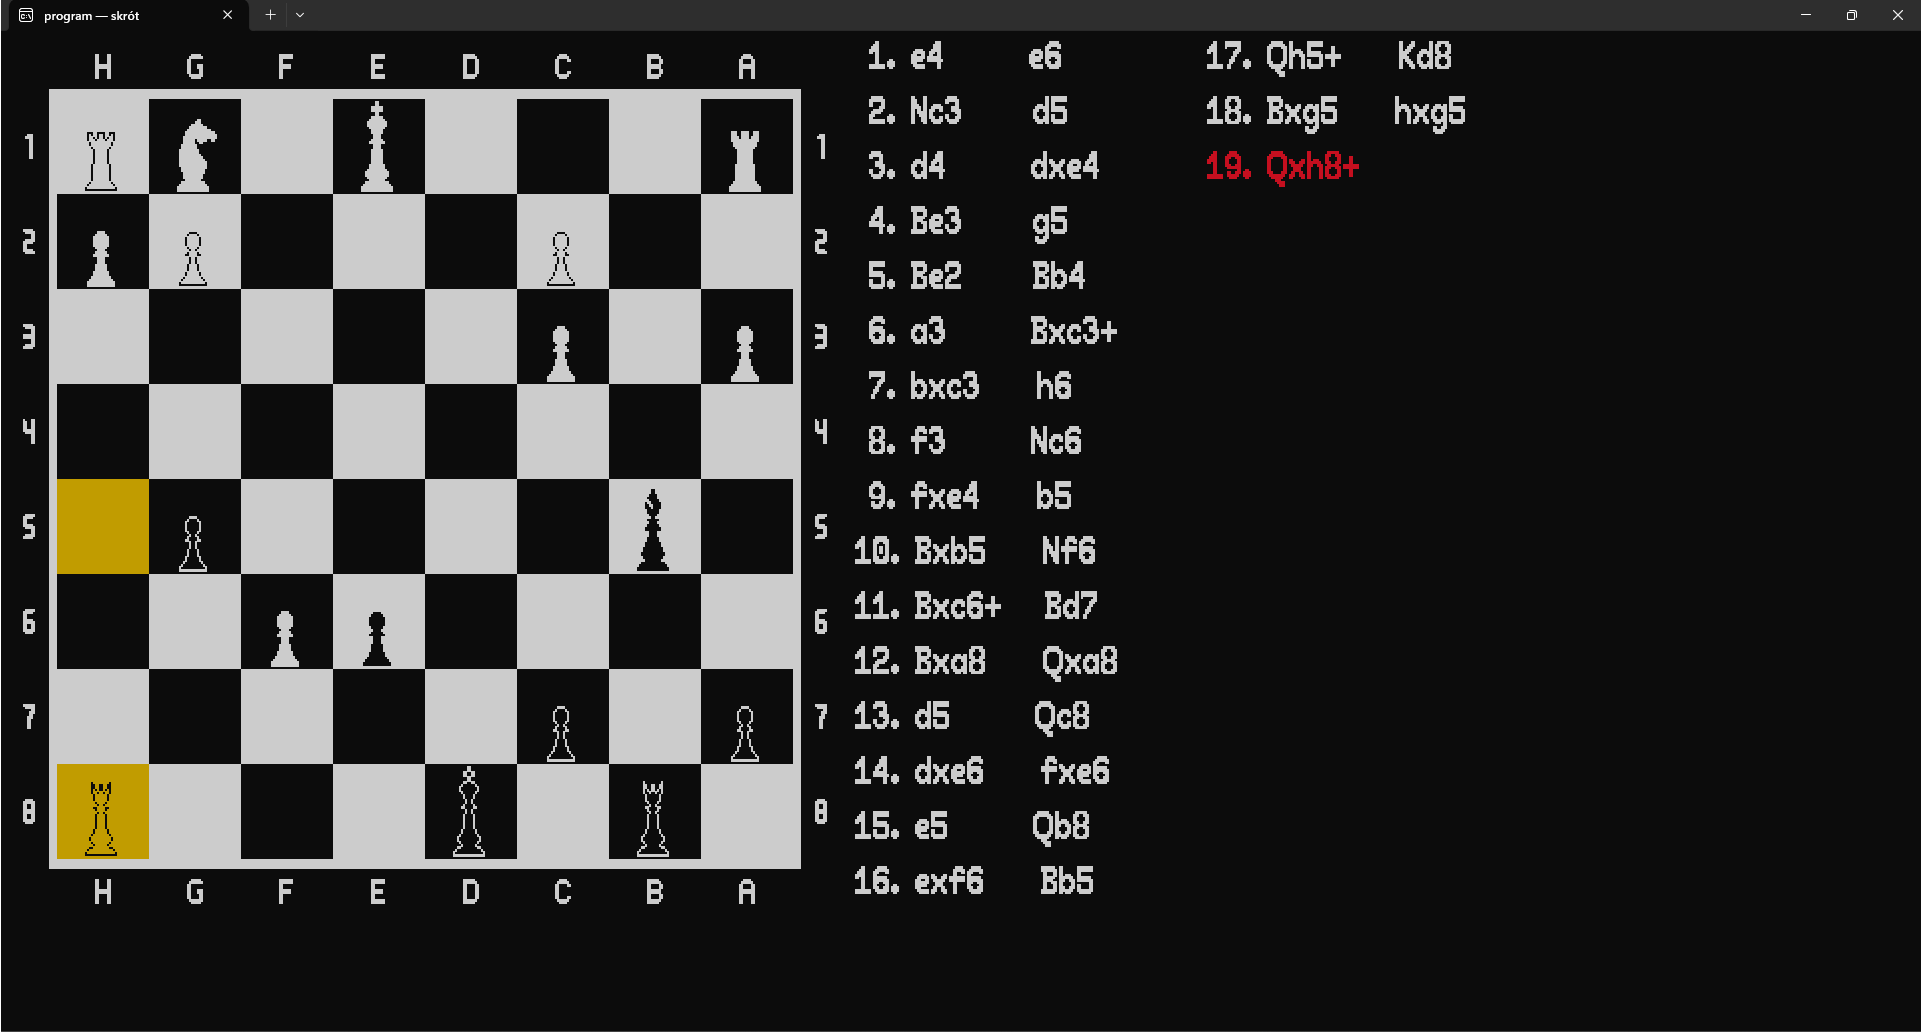 program — skrót
H G F E D C B A
1 1
2 2
3 3
4 4
5 5
6 6
7 7
8 8
H G F E D C B A
1. e4 e6
2. Nc3 d5
3. d4 dxe4
4. Be3 g5
5. Be2 Bb4
6. a3 Bxc3+
7. bxc3 h6
8. f3 Nc6
9. fxe4 b5
10. Bxb5 Nf6
11. Bxc6+ Bd7
12. Bxa8 Qxa8
13. d5 Qc8
14. dxe6 fxe6
15. e5 Qb8
16. exf6 Bb5
17. Qh5+ Kd8
18. Bxg5 hxg5
19. Qxh8+